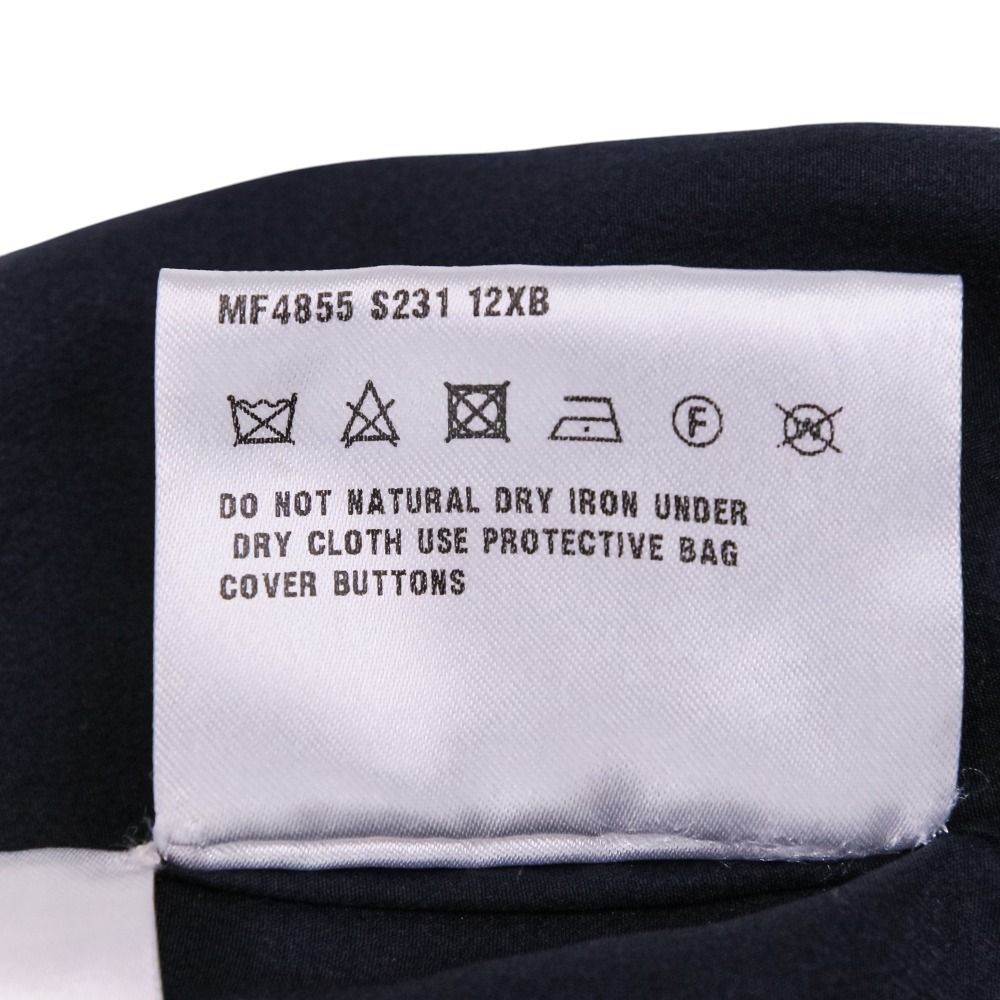 MF4855 S231 12XB
F W
DO NOT NATURAL DRY IRON UNDER
DRY CLOTH USE PROTECTIVE BAG
COVER BUTTONS